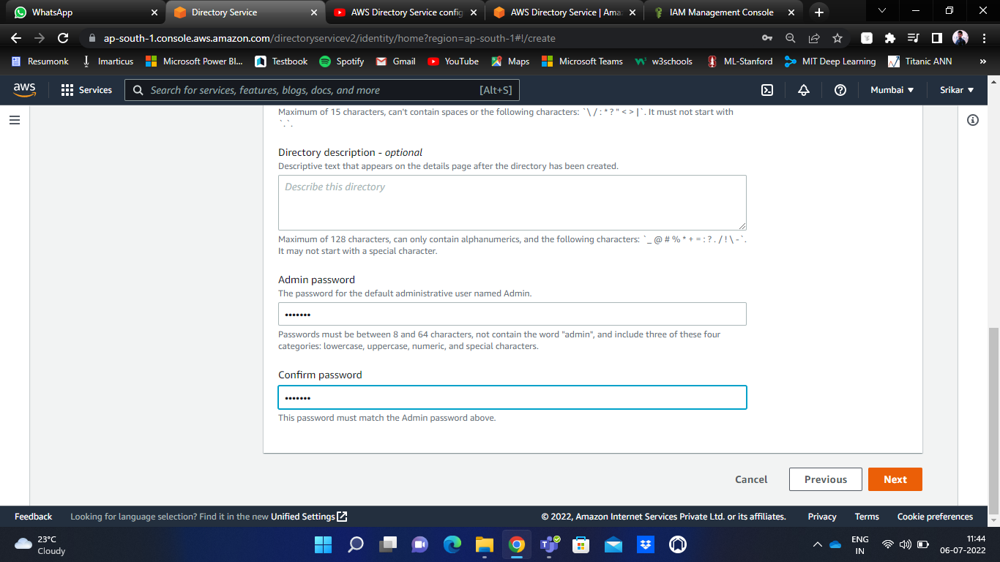 WhatsApp
Directory Service
AWS Directory Service config
AWS Directory Service | Ama
IAM Management Console
ap-south-1.console.aws.amazon.com/directoryservicev2/identity/home?region=ap-south-1#!/create
Resumonk
Imarticus
Microsoft Power BI...
Testbook
Spotify
Gmail
YouTube
Maps
Microsoft Teams
w3schools
ML-Stanford
MIT Deep Learning
Titanic ANN
»
aws
Services
Search for services, features, blogs, docs, and more
[Alt+S]
Mumbai
Srikar
Maximum of 15 characters, can't contain spaces or the following characters: `\ / : * ? " < > |`. It must not start with
`.`.
Directory description - optional
Descriptive text that appears on the details page after the directory has been created.
Describe this directory
Maximum of 128 characters, can only contain alphanumerics, and the following characters: `_ @ # % * + = : ? . / ! \ -`.
It may not start with a special character.
Admin password
The password for the default administrative user named Admin.
•••••••
Passwords must be between 8 and 64 characters, not contain the word "admin", and include three of these four
categories: lowercase, uppercase, numeric, and special characters.
Confirm password
•••••••
This password must match the Admin password above.
Cancel
Previous
Next
Feedback
Looking for language selection? Find it in the new Unified Settings
© 2022, Amazon Internet Services Private Ltd. or its affiliates.
Privacy
Terms
Cookie preferences
23°C
Cloudy
ENG
IN
11:44
06-07-2022